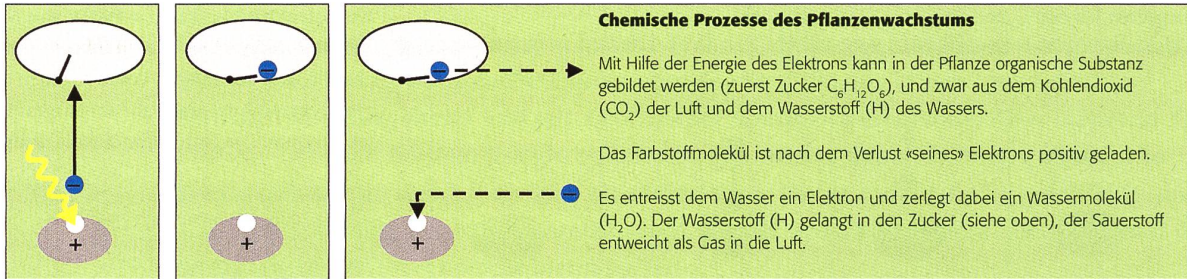 Chemische Prozesse des Pflanzenwachstums
Mit Hilfe der Energie des Elektrons kann in der Pflanze organische Substanz
gebildet werden (zuerst Zucker C₆H₁₂O₆), und zwar aus dem Kohlendioxid
(CO₂) der Luft und dem Wasserstoff (H) des Wassers.
Das Farbstoffmolekül ist nach dem Verlust «seines» Elektrons positiv geladen.
Es entreisst dem Wasser ein Elektron und zerlegt dabei ein Wassermolekül
(H₂O). Der Wasserstoff (H) gelangt in den Zucker (siehe oben), der Sauerstoff
entweicht als Gas in die Luft.